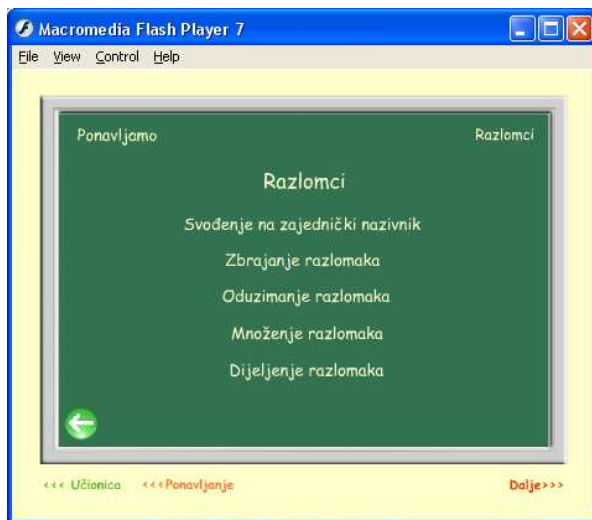 Macromedia Flash Player 7
File View Control Help
Ponavljamo Razlomci
Razlomci
Svođenje na zajednički nazivnik
Zbrajanje razlomaka
Oduzimanje razlomaka
Množenje razlomaka
Dijeljenje razlomaka
<<< Učionica <<<Ponavljanje Dalje>>>